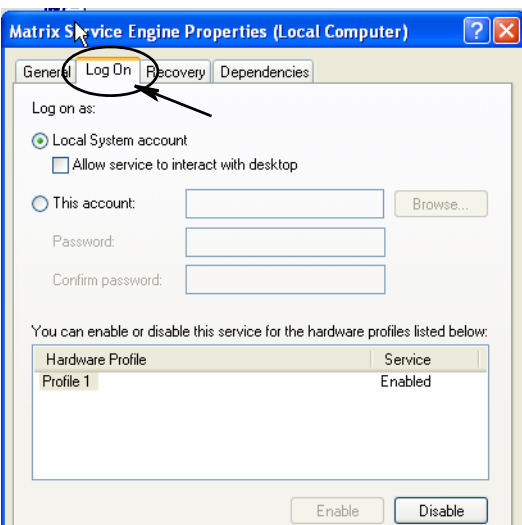 Matrix Service Engine Properties (Local Computer)
General Log On Recovery Dependencies
Log on as:
Local System account
Allow service to interact with desktop
This account:
Browse...
Password:
Confirm password:
You can enable or disable this service for the hardware profiles listed below:
Hardware Profile Service
Profile 1 Enabled
Enable Disable